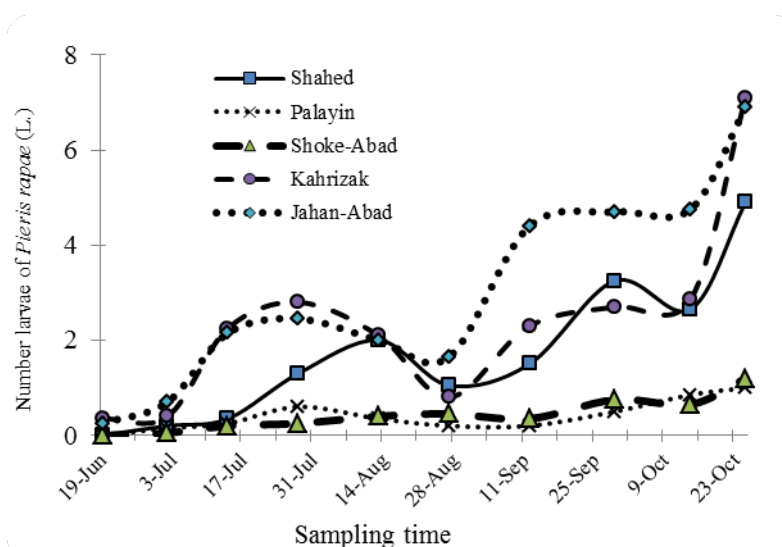 8
6
4
2
0
Number larvae of Pieris rapae (L.)
Shahed
Palayin
Shoke-Abad
Kahrizak
Jahan-Abad
19-Jun
3-Jul
17-Jul
31-Jul
14-Aug
28-Aug
11-Sep
25-Sep
9-Oct
23-Oct
Sampling time